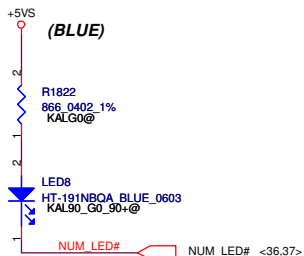 +5VS
(BLUE)
2
R1822
866_0402_1%
KALG0@
1
2
LED8
HT-191NBQA_BLUE_0603
KAL90_G0_90+@
1
NUM_LED#
NUM_LED# <36,37>